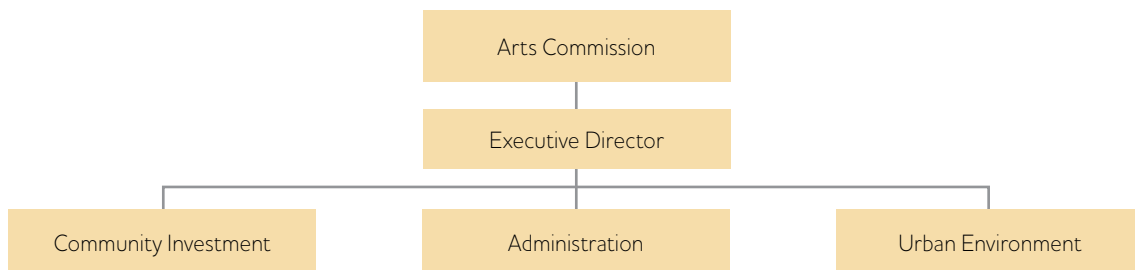 Arts Commission
Executive Director
Community Investment
Administration
Urban Environment